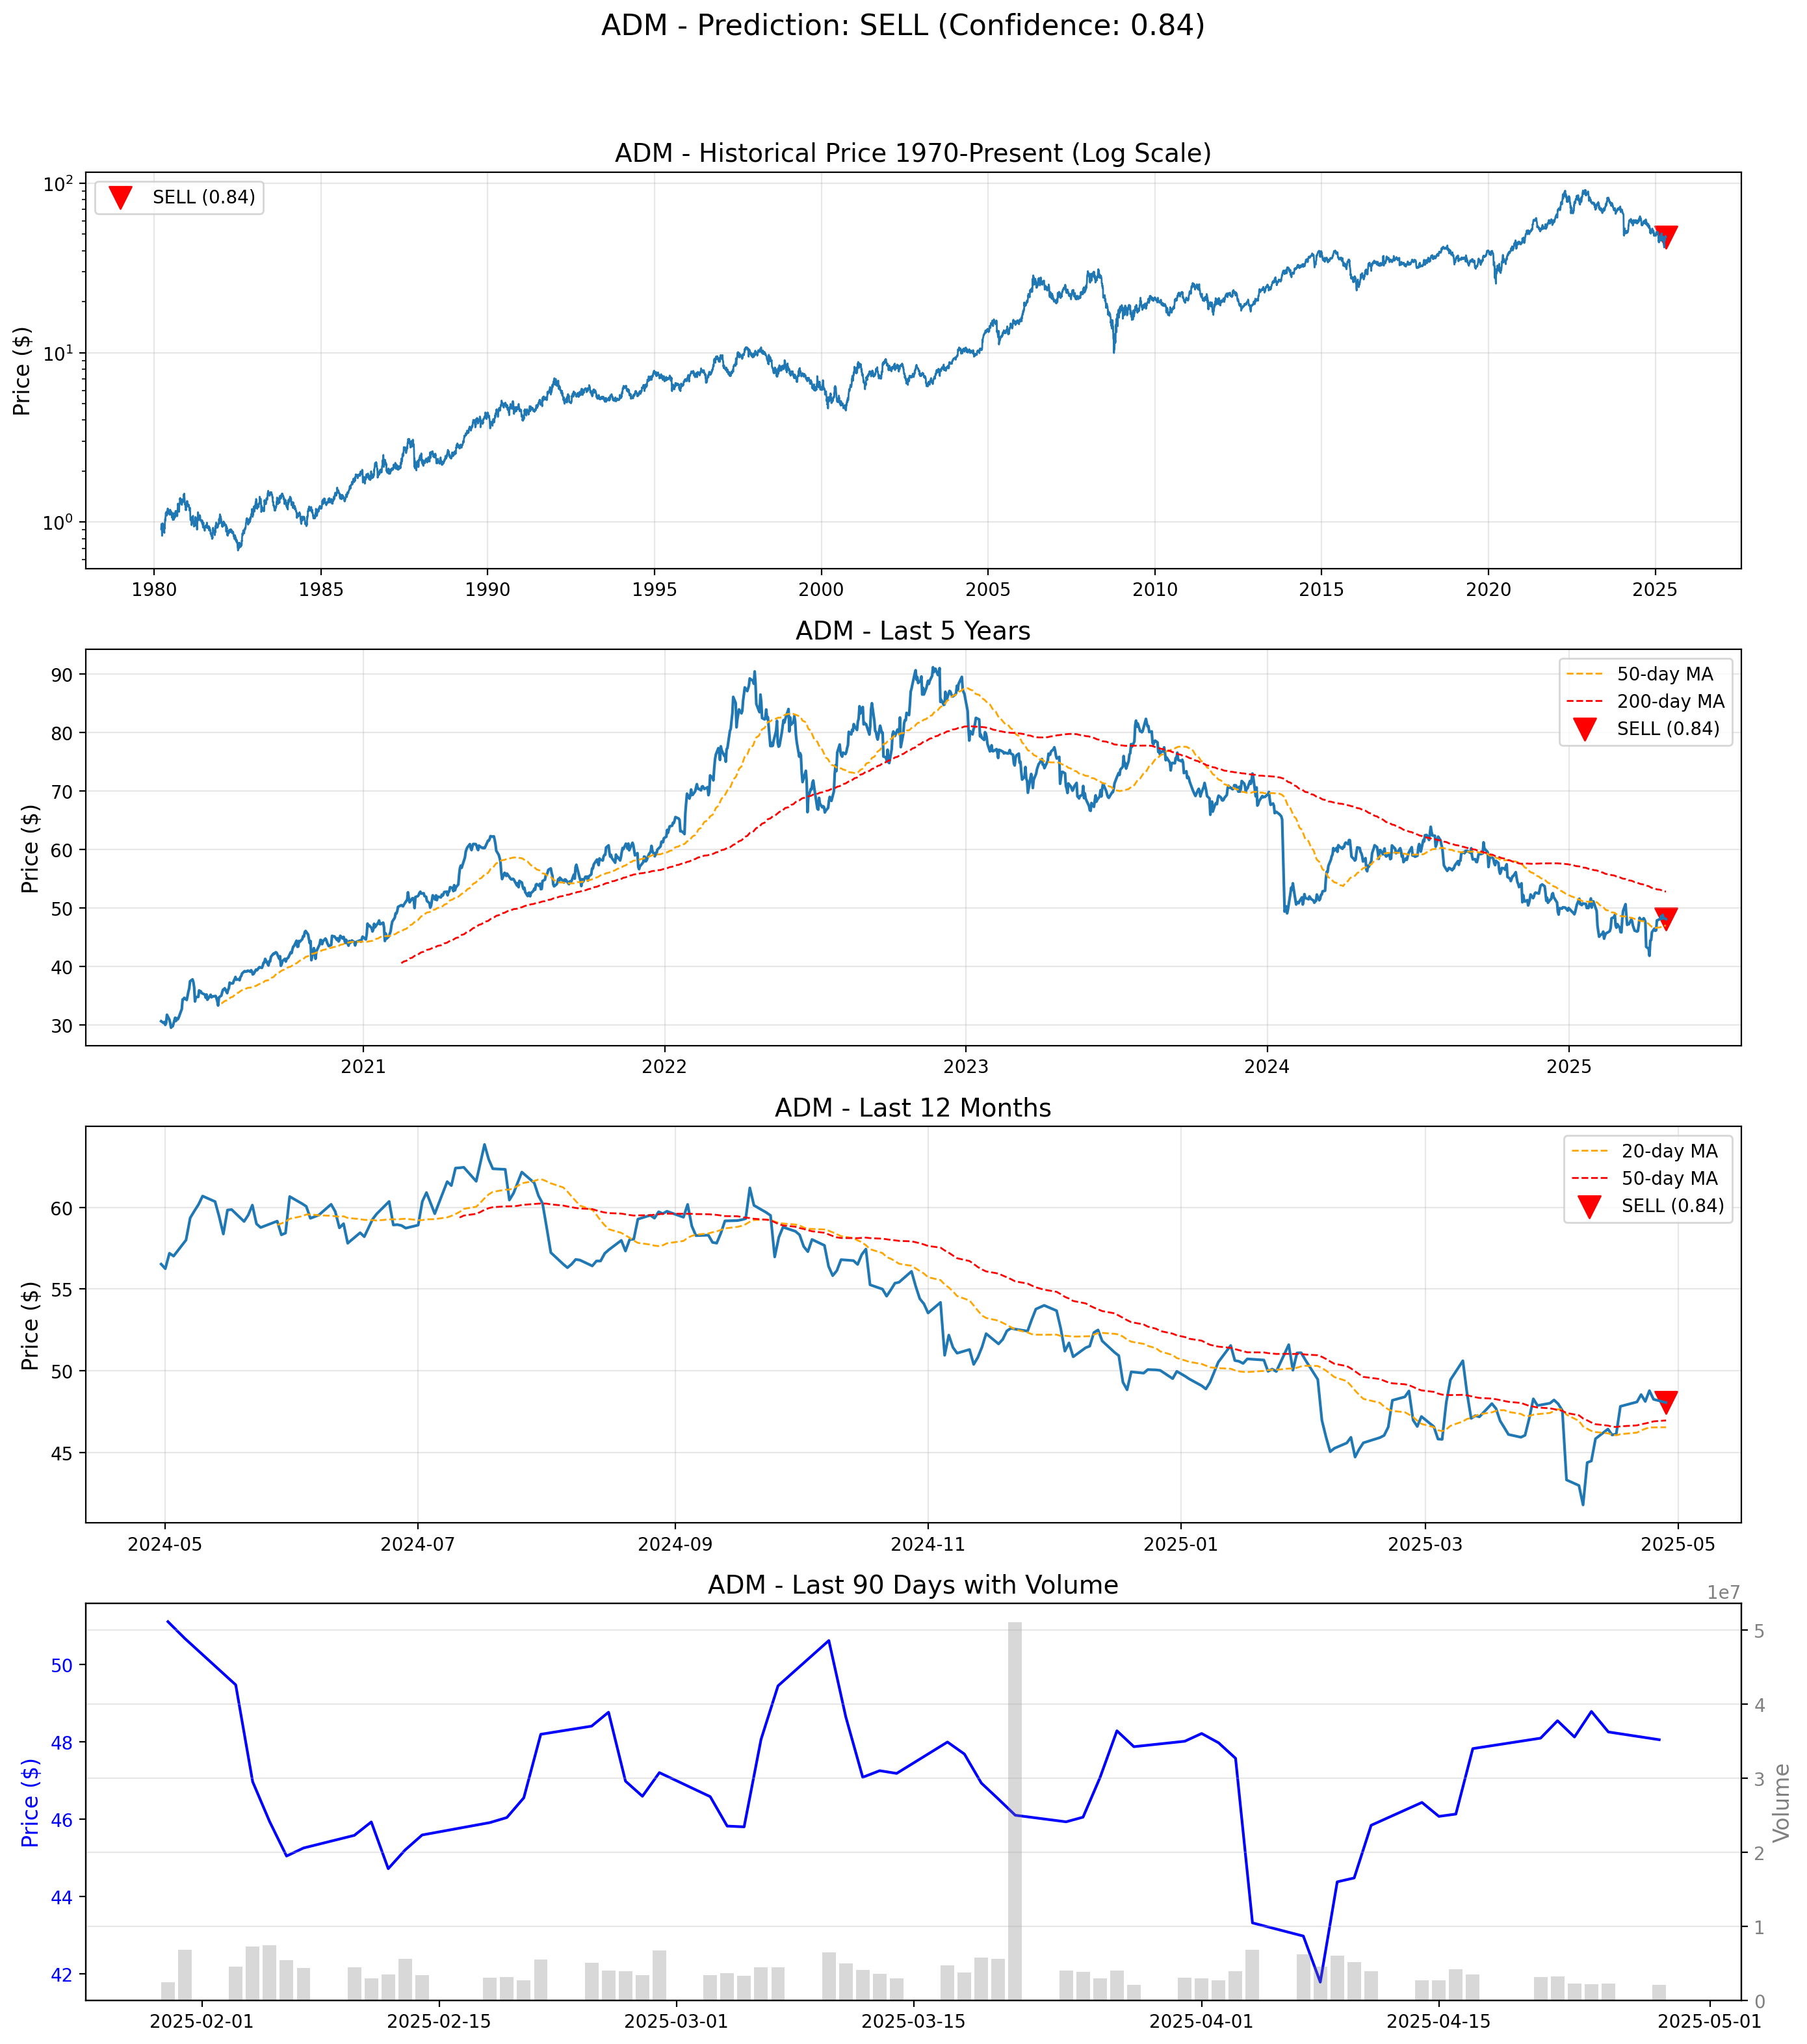 ADM - Prediction: SELL (Confidence: 0.84)
ADM - Historical Price 1970-Present (Log Scale)
SELL (0.84)
Price ($)
10²
10¹
10⁰
1980 1985 1990 1995 2000 2005 2010 2015 2020 2025
ADM - Last 5 Years
50-day MA
200-day MA
SELL (0.84)
Price ($)
90
80
70
60
50
40
30
2021 2022 2023 2024 2025
ADM - Last 12 Months
20-day MA
50-day MA
SELL (0.84)
Price ($)
60
55
50
45
2024-05 2024-07 2024-09 2024-11 2025-01 2025-03 2025-05
ADM - Last 90 Days with Volume
1e7
Price ($)
50
48
46
44
42
5
4
3
2
1
0
Volume
2025-02-01 2025-02-15 2025-03-01 2025-03-15 2025-04-01 2025-04-15 2025-05-01